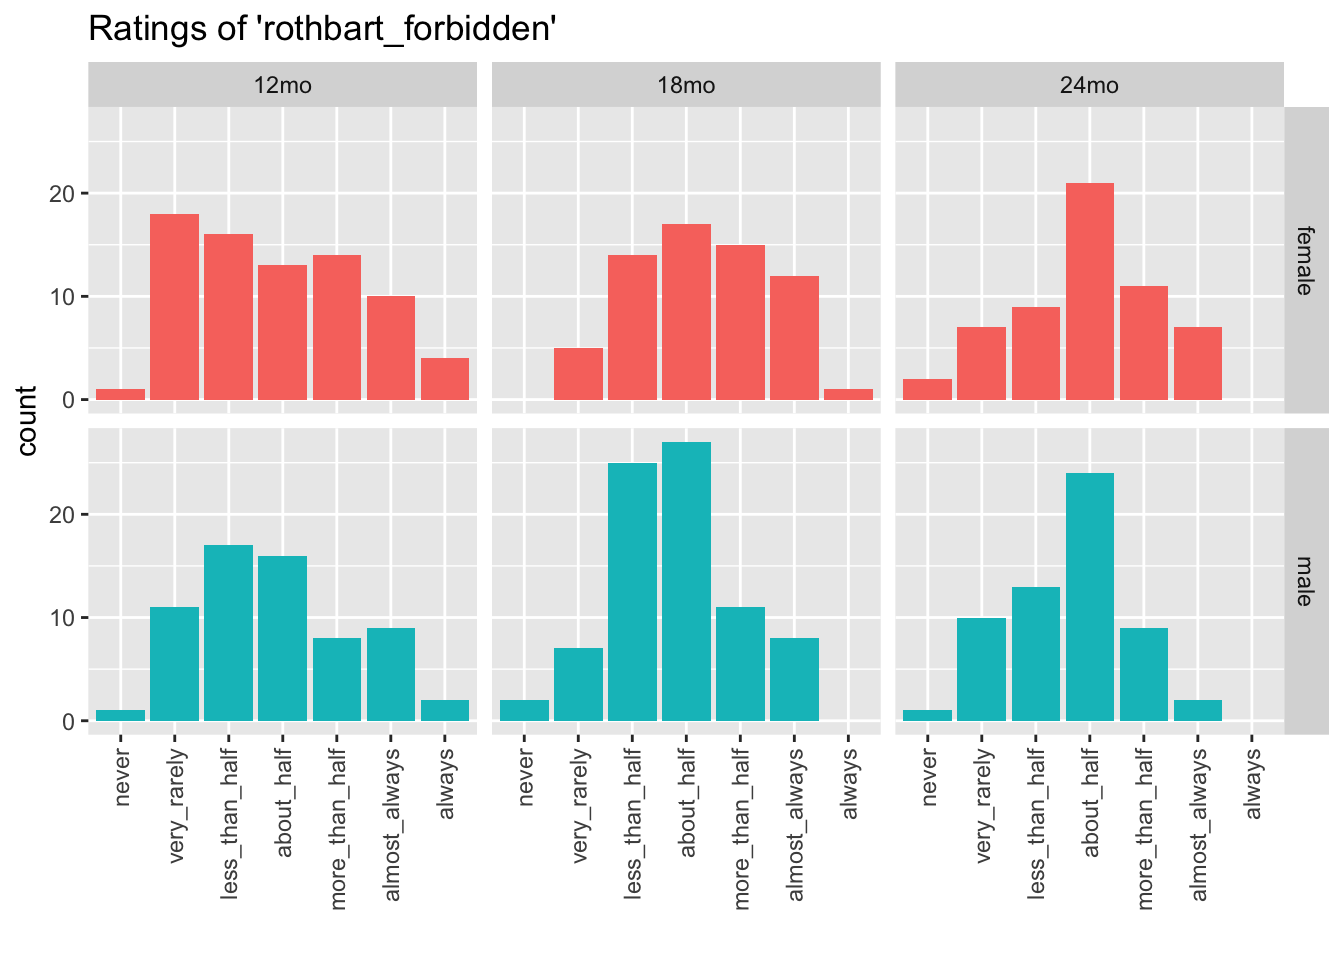 Ratings of 'rothbart_forbidden'
12mo 18mo 24mo
20
10
0
female
count
20
10
0
male
never very_rarely less_than_half about_half more_than_half almost_always always
never very_rarely less_than_half about_half more_than_half almost_always always
never very_rarely less_than_half about_half more_than_half almost_always always